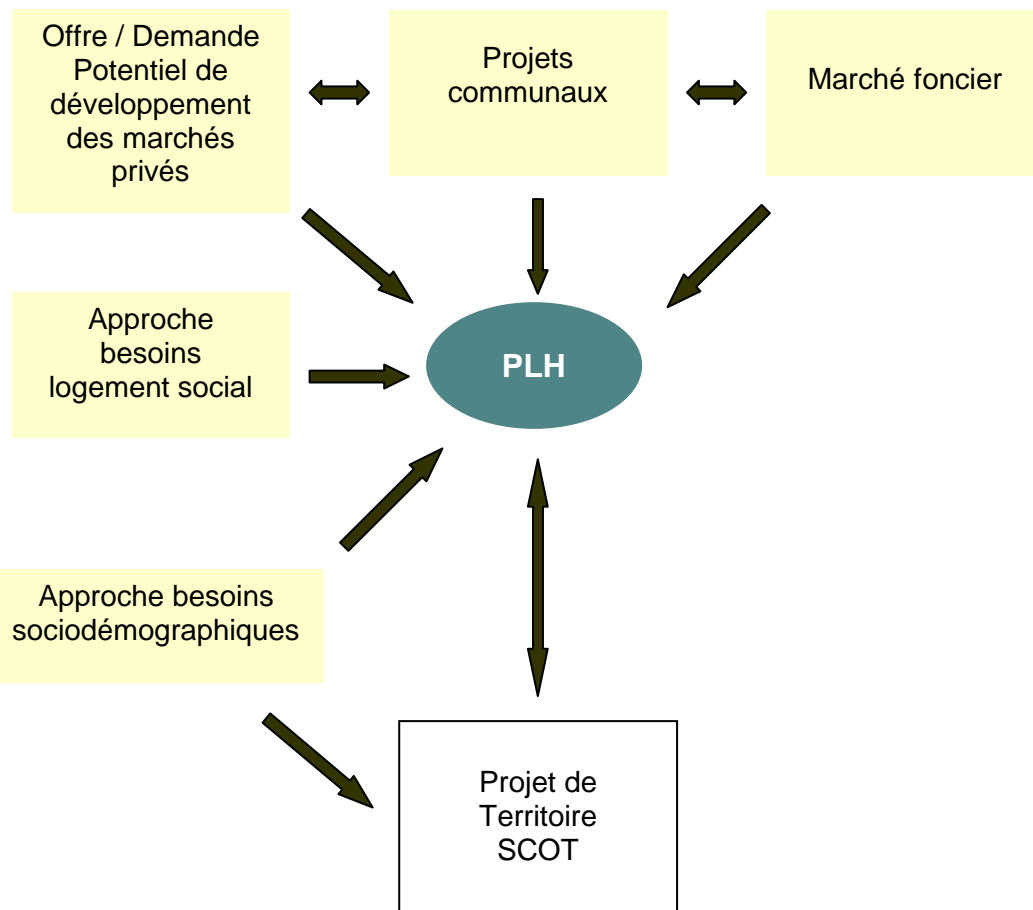 Offre / Demande
Potentiel de
développement
des marchés
privés
Projets
communaux
Marché foncier
Approche
besoins
logement social
PLH
Approche besoins
sociodémographiques
Projet de
Territoire
SCOT